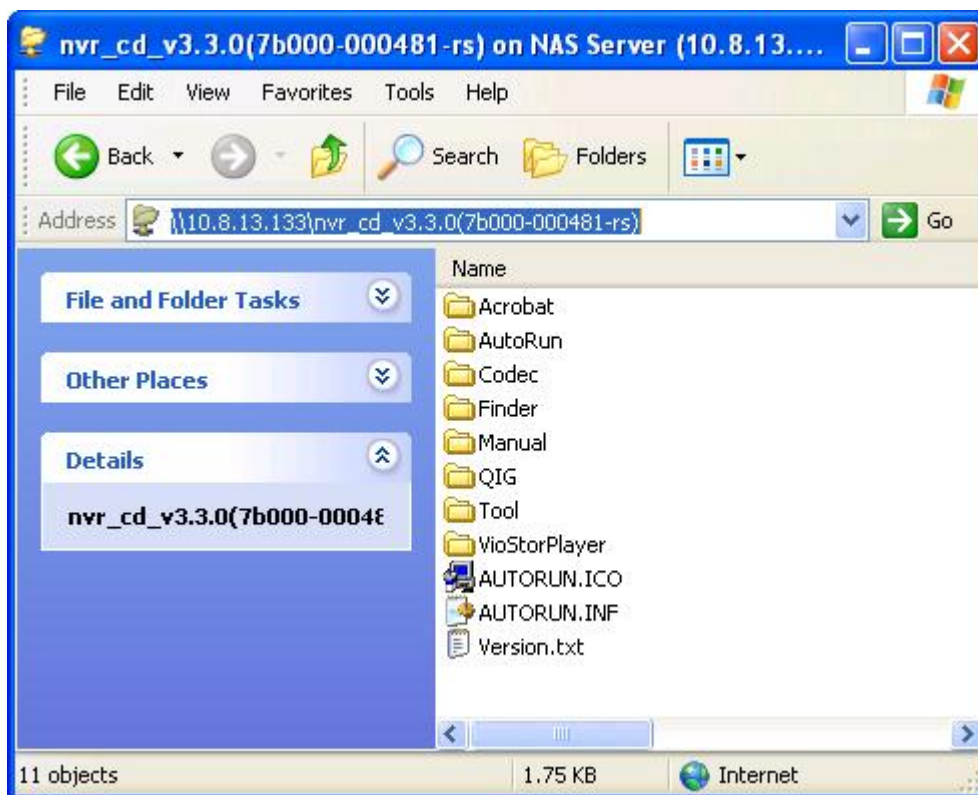 nvr_cd_v3.3.0(7b000-000481-rs) on NAS Server (10.8.13....
File Edit View Favorites Tools Help
Back Search Folders
Address \\10.8.13.133\nvr_cd_v3.3.0(7b000-000481-rs) Go
File and Folder Tasks
Other Places
Details
nvr_cd_v3.3.0(7b000-00048
Name
Acrobat
AutoRun
Codec
Finder
Manual
QIG
Tool
VioStorPlayer
AUTORUN.ICO
AUTORUN.INF
Version.txt
11 objects 1.75 KB Internet